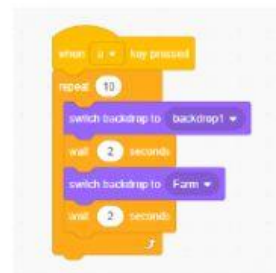 when u key pressed
repeat 10
switch backdrop to backdrop1
wait 2 seconds
switch backdrop to Farm
wait 2 seconds